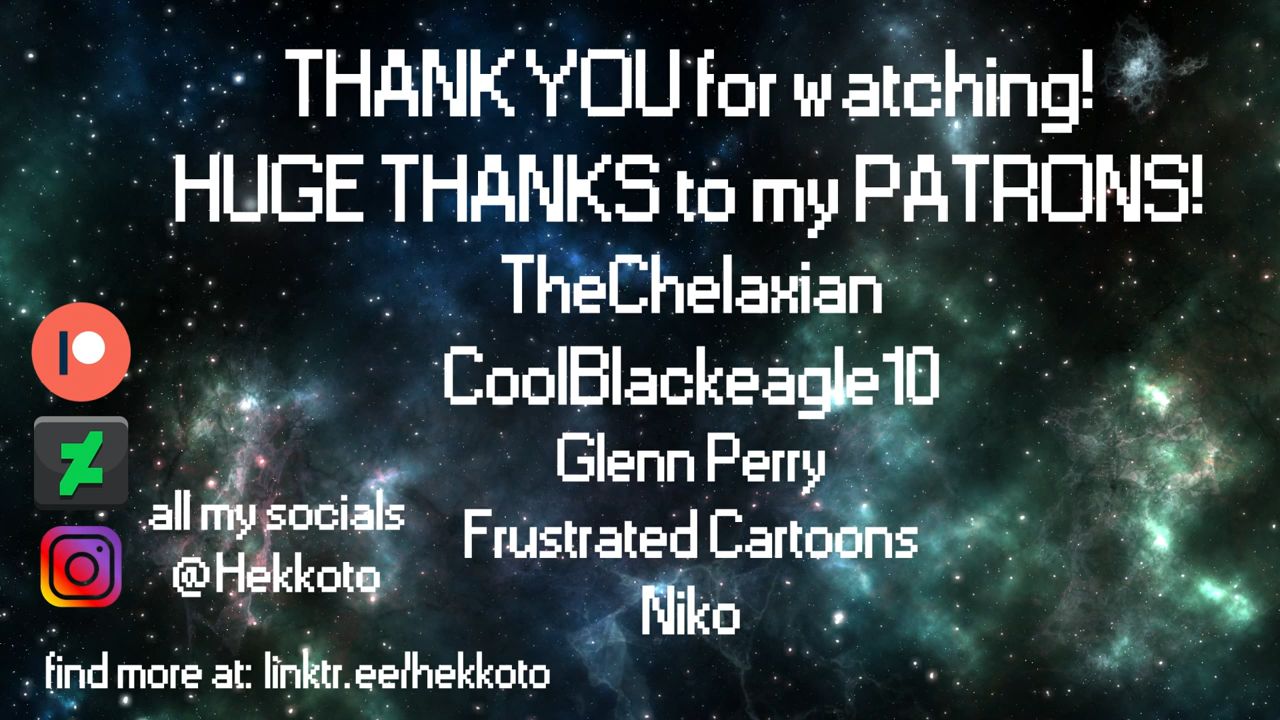 THANK YOU for watching!
HUGE THANKS to my PATRONS!
TheChelaxian
CoolBlackeagle10
Glenn Perry
Frustrated Cartoons
Niko
all my socials
@Hekkoto
find more at: linktr.ee/hekkoto